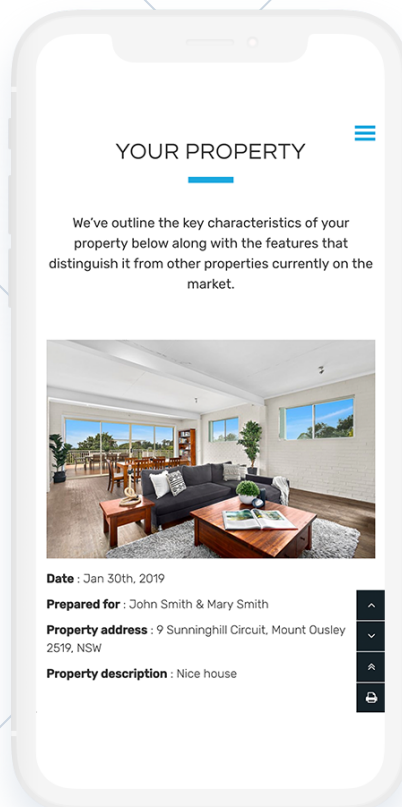 YOUR PROPERTY
We've outline the key characteristics of your
property below along with the features that
distinguish it from other properties currently on the
market.
Date : Jan 30th, 2019
Prepared for : John Smith & Mary Smith
Property address : 9 Sunninghill Circuit, Mount Ousley
2519, NSW
Property description : Nice house